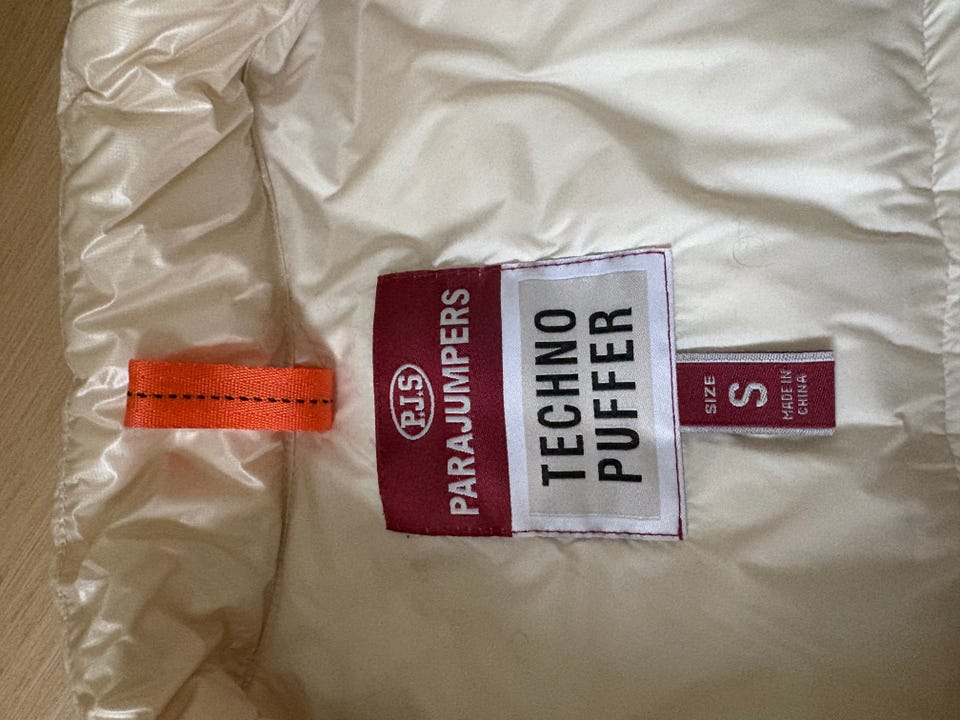 P.J.S
PARAJUMPERS
TECHNO
PUFFER
SIZE
S
MADE IN
CHINA